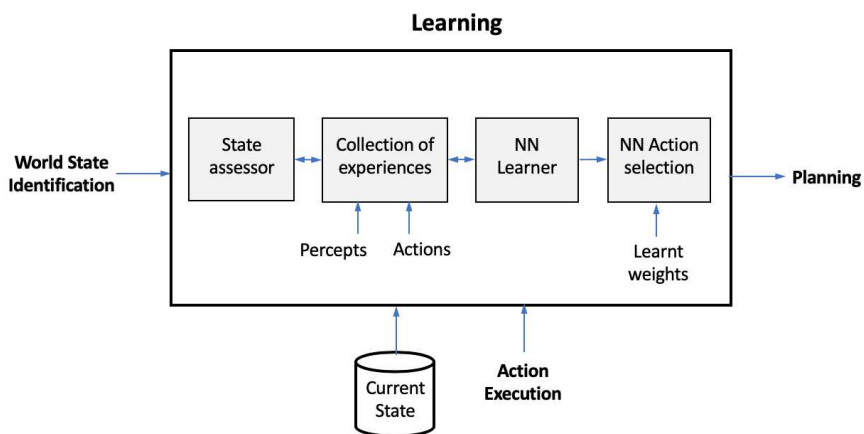 Learning
World State
Identification
State
assessor
Collection of
experiences
NN
Learner
NN Action
selection
Planning
Percepts
Actions
Learnt
weights
Current
State
Action
Execution